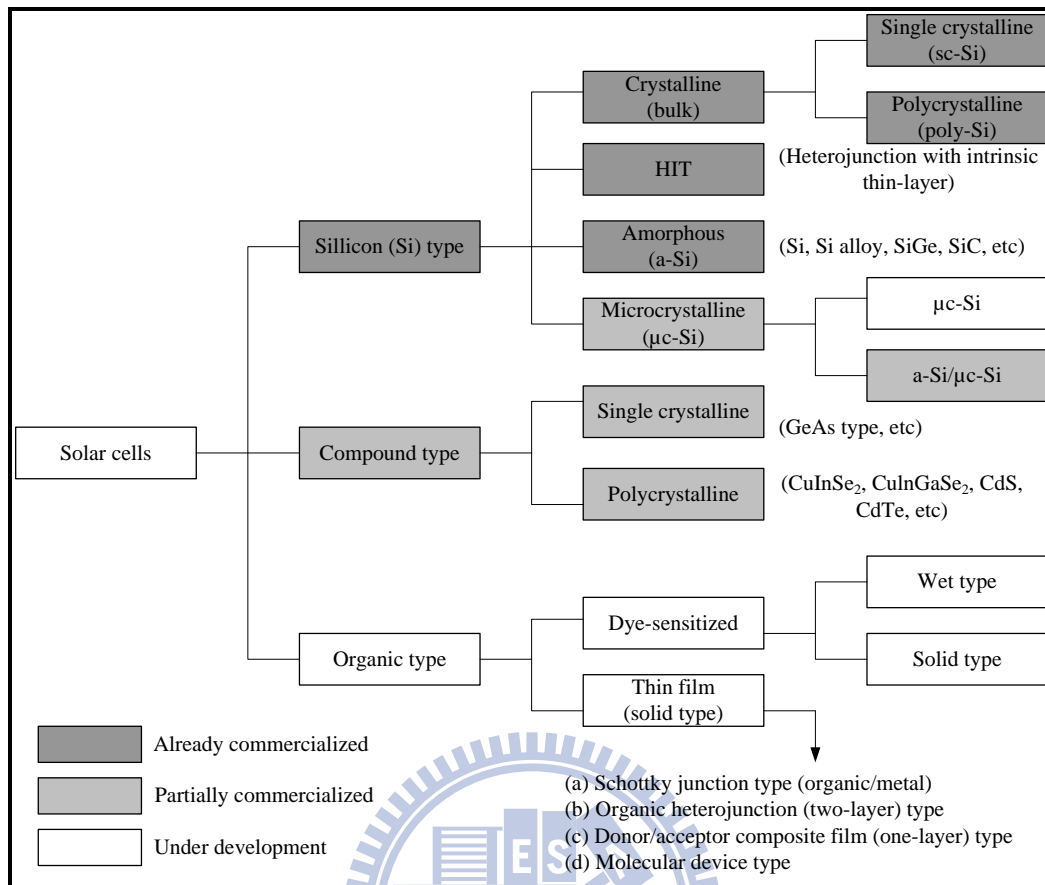 Single crystalline
(sc-Si)
Crystalline
(bulk)
Polycrystalline
(poly-Si)
HIT
(Heterojunction with intrinsic
thin-layer)
Sillicon (Si) type
Amorphous
(a-Si)
(Si, Si alloy, SiGe, SiC, etc)
Microcrystalline
(µc-Si)
µc-Si
a-Si/µc-Si
Single crystalline
(GeAs type, etc)
Solar cells
Compound type
Polycrystalline
(CuInSe₂, CulnGaSe₂, CdS,
CdTe, etc)
Wet type
Dye-sensitized
Organic type
Solid type
Thin film
(solid type)
Already commercialized
Partially commercialized
Under development
(a) Schottky junction type (organic/metal)
(b) Organic heterojunction (two-layer) type
(c) Donor/acceptor composite film (one-layer) type
(d) Molecular device type
E S